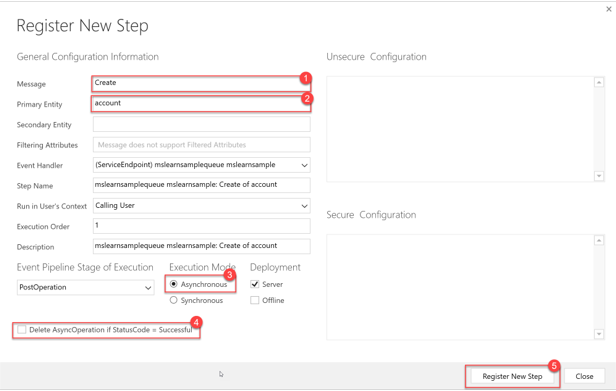 Register New Step
General Configuration Information
Message
Create
1
Primary Entity
account
2
Secondary Entity
Filtering Attributes
Message does not support Filtered Attributes
Event Handler
(ServiceEndpoint) mslearnsamplequeue mslearnsample
Step Name
mslearnsamplequeue mslearnsample: Create of account
Run in User's Context
Calling User
Execution Order
1
Description
mslearnsamplequeue mslearnsample: Create of account
Event Pipeline Stage of Execution
PostOperation
Execution Mode
3
Asynchronous
Synchronous
Deployment
Server
Offline
4
Delete AsyncOperation if StatusCode = Successful
Unsecure Configuration
Secure Configuration
5
Register New Step
Close